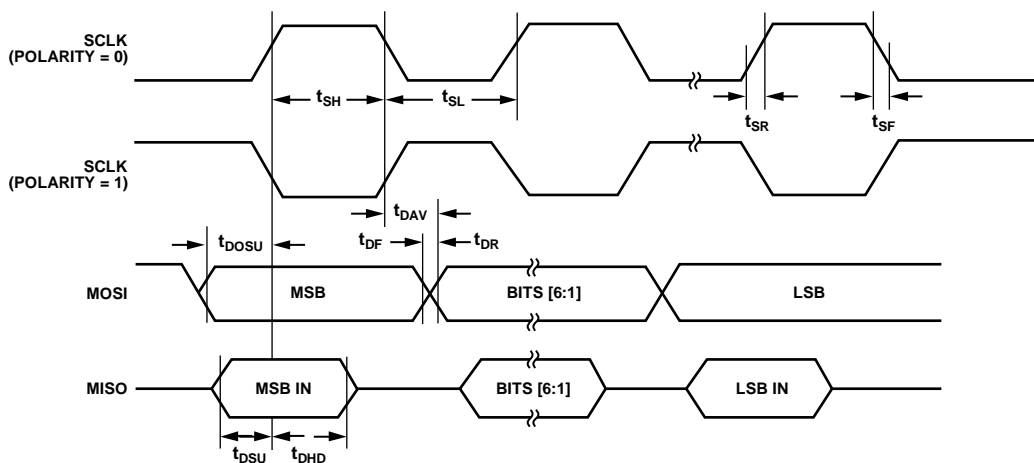 SCLK
(POLARITY = 0)
tSH
tSL
tSR
tSF
SCLK
(POLARITY = 1)
tDAV
tDOSU
tDF
tDR
MOSI
MSB
BITS [6:1]
LSB
MISO
MSB IN
BITS [6:1]
LSB IN
tDSU
tDHD